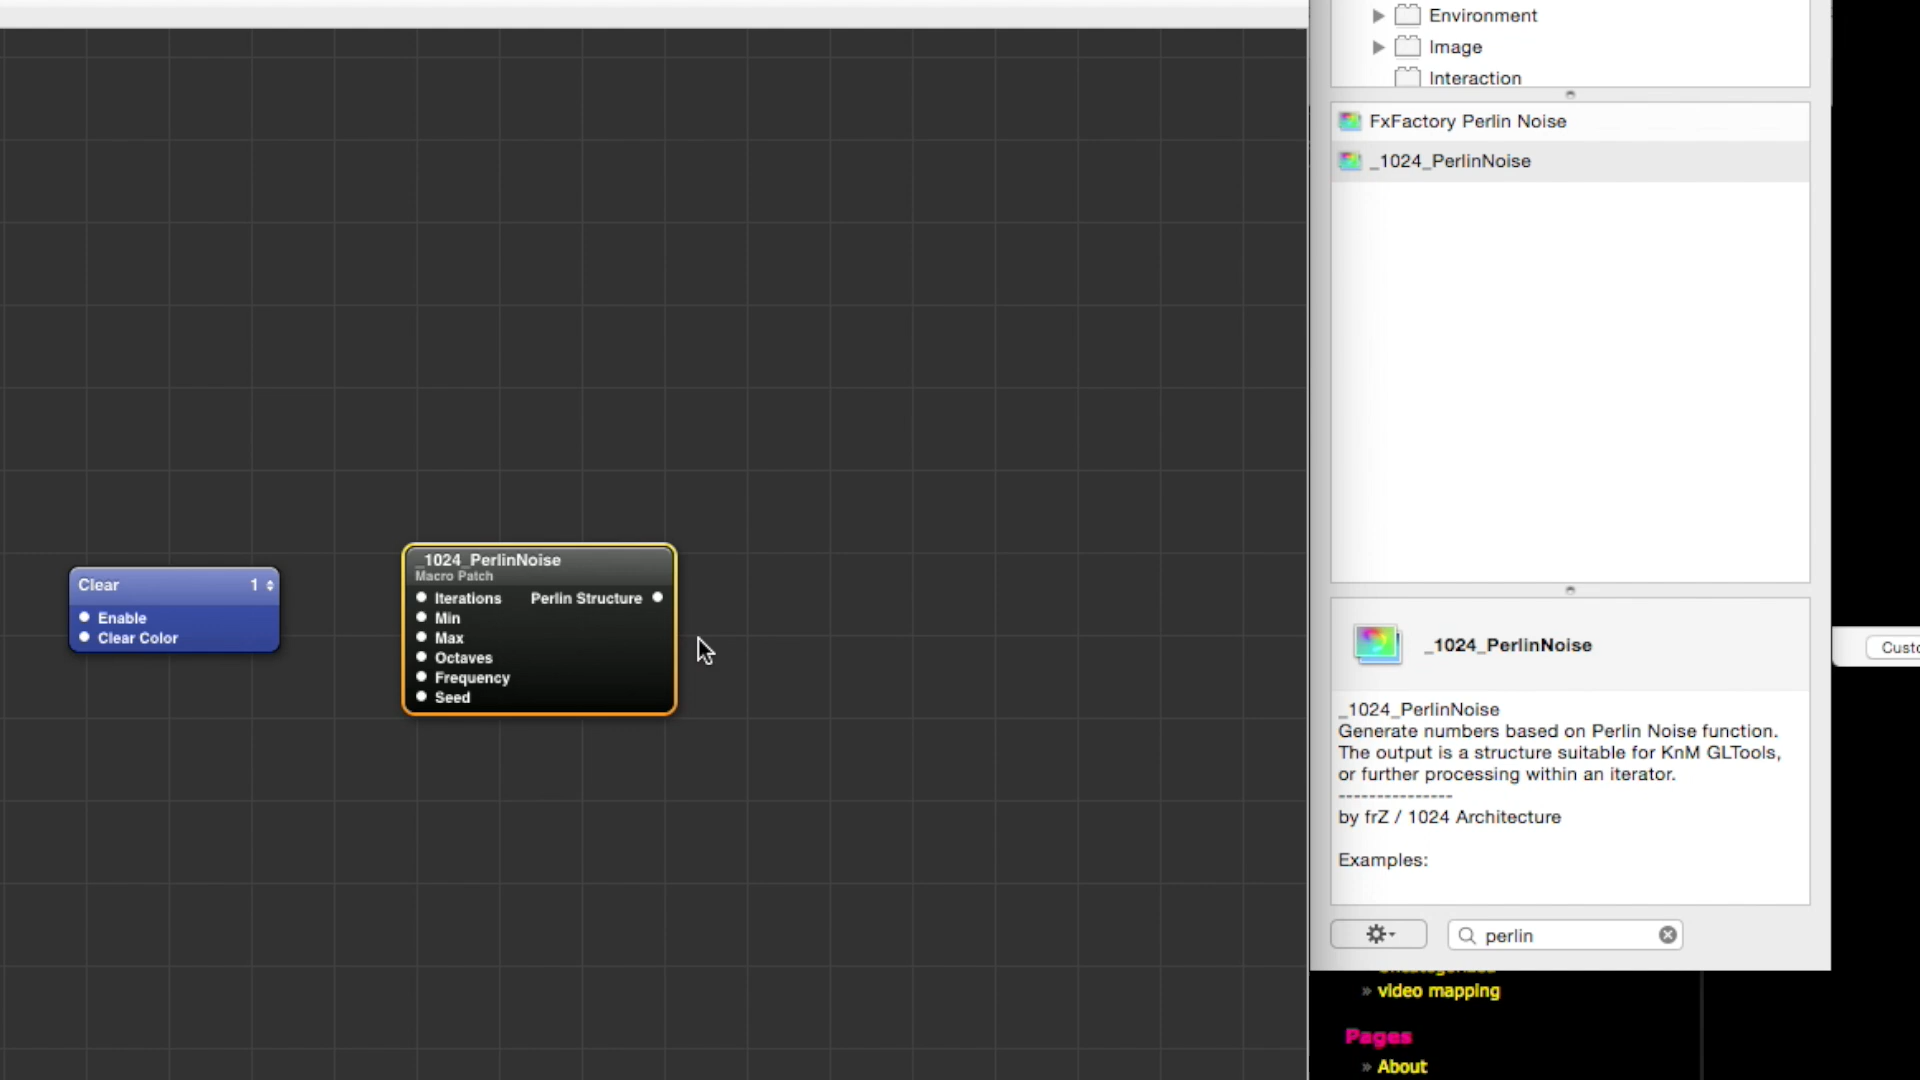 Environment
Image
Interaction
FxFactory Perlin Noise
_1024_PerlinNoise
Clear 1
Enable
Clear Color
_1024_PerlinNoise
Macro Patch
Iterations Perlin Structure
Min
Max
Octaves
Frequency
Seed
_1024_PerlinNoise
_1024_PerlinNoise
Generate numbers based on Perlin Noise function.
The output is a structure suitable for KnM GLTools,
or further processing within an iterator.
---------------
by frZ / 1024 Architecture
Examples:
perlin
» video mapping
Pages
» About